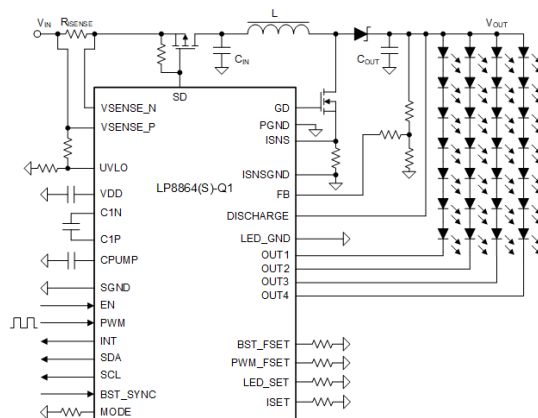 VIN RISENSE L VOUT
CIN COUT
SD
VSENSE_N GD
VSENSE_P PGND
ISNS
UVLO ISNSGND
LP8864(S)-Q1
VDD FB
C1N DISCHARGE
C1P LED_GND
CPUMP OUT1
OUT2
SGND OUT3
EN OUT4
PWM
INT BST_FSET
SDA PWM_FSET
SCL LED_SET
BST_SYNC ISET
MODE